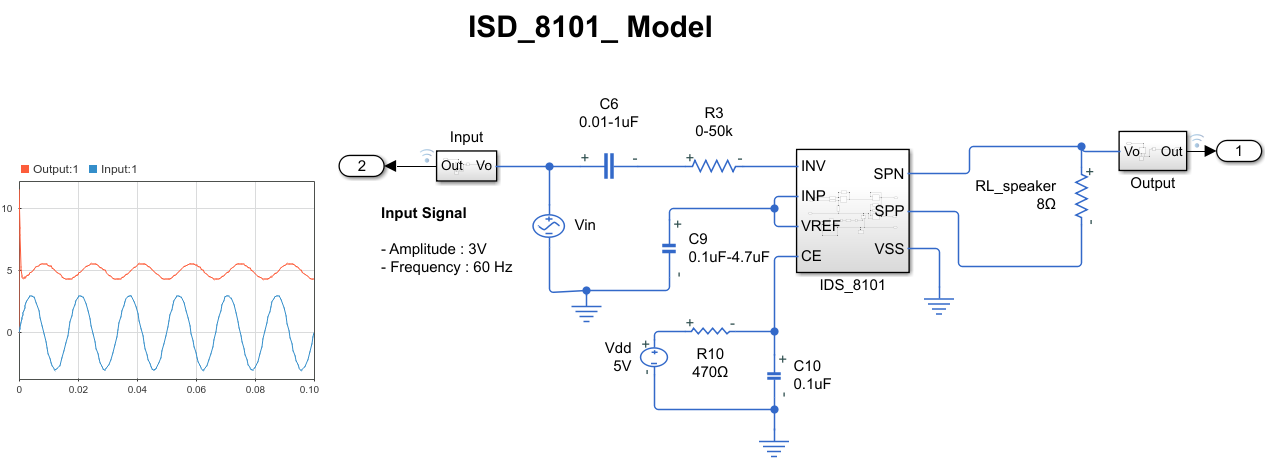 ISD_8101_ Model
Output:1 Input:1
10
5
0
0 0.02 0.04 0.06 0.08 0.10
2
Input
Out Vo
Input Signal
- Amplitude : 3V
- Frequency : 60 Hz
C6
0.01-1uF
+ -
R3
0-50k
+ -
Vin
C9
0.1uF-4.7uF
+
-
INV
INP
VREF
CE
SPN
SPP
VSS
IDS_8101
RL_speaker
8Ω
+
-
Vo Out
Output
1
Vdd
5V
+
-
+ -
R10
470Ω
+
C10
0.1uF
-